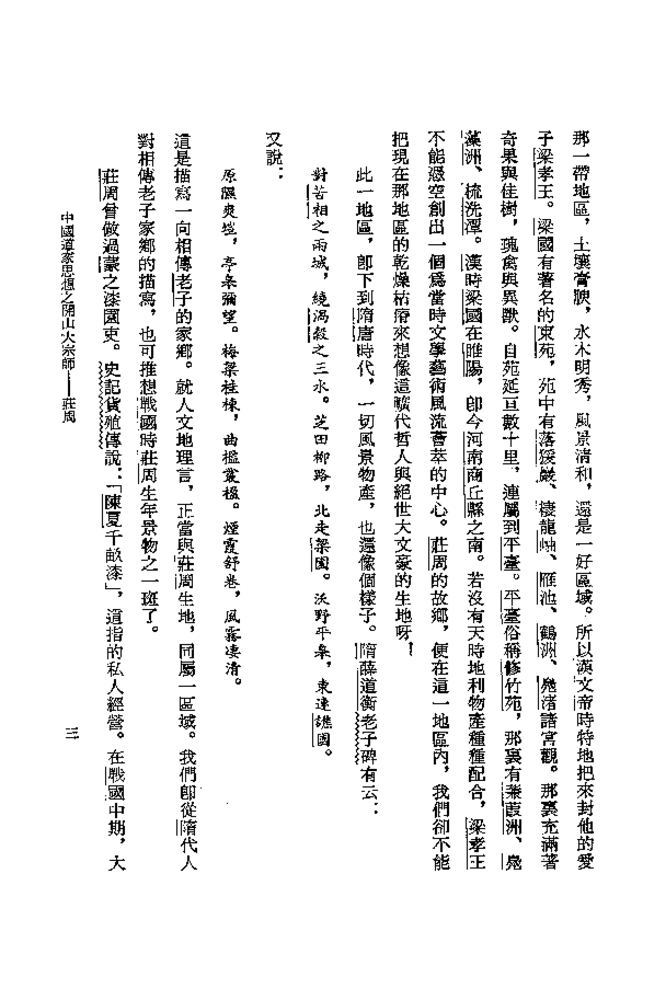 那一帶地區，土壤膏腴，水木明秀，風景清和，還是一好區域。所以漢文帝時特地把來封他的愛
子梁孝王。梁國有著名的東苑，苑中有落猨巖、棲龍岫、雁池、鶴洲、鳧渚諸宮觀。那裏充滿著
奇果與佳樹，瑰禽與異獸。自苑延亘數十里，連屬到平臺。平臺俗稱修竹苑，那裏有蒹葭洲、鳧
藻洲、梳洗潭。漢時梁國在睢陽，卽今河南商丘縣之南。若沒有天時地利物產種種配合，梁孝王
不能憑空創出一個爲當時文學藝術風流薈萃的中心。莊周的故鄉，便在這一地區內，我們卻不能
把現在那地區的乾燥枯瘠來想像這曠代哲人與絕世大文豪的生地呀！
此一地區，卽下到隋唐時代，一切風景物產，也還像個樣子。隋薛道衡老子碑有云：
對苦相之兩城，繞渦穀之三水。芝田柳路，北走梁園。沃野平皋，東連譙國。
又說：
原隰爽塏，亭皋彌望。梅梁桂棟，曲檻叢楹。煙霞舒卷，風霧淒清。
這是描寫一向相傳老子的家鄉。就人文地理言，正當與莊周生地，同屬一區域。我們卽從隋代人
對相傳老子家鄉的描寫，也可推想戰國時莊周生年景物之一斑了。
莊周曾做過蒙之漆園吏。史記貨殖傳說：「陳夏千畝漆」，這指的私人經營。在戰國中期，大
中國道家思想之開山大宗師——莊周
三